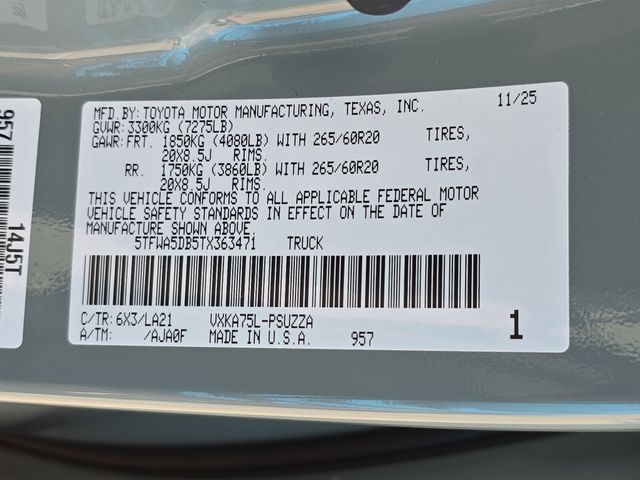 MFD.BY:TOYOTA MOTOR MANUFACTURING, TEXAS, INC. 11/25
GVWR:3300KG (7275LB)
GAWR:FRT. 1850KG (4080LB) WITH 265/60R20 TIRES,
20X8.5J RIMS.
RR. 1750KG (3860LB) WITH 265/60R20 TIRES,
20X8.5J RIMS.
THIS VEHICLE CONFORMS TO ALL APPLICABLE FEDERAL MOTOR
VEHICLE SAFETY STANDARDS IN EFFECT ON THE DATE OF
MANUFACTURE SHOWN ABOVE.
5TFWA5DB5TX363471 TRUCK
C/TR:6X3/LA21 VXKA75L-PSUZZA 1
A/TM: /AJA0F MADE IN U.S.A. 957
957
14J5T